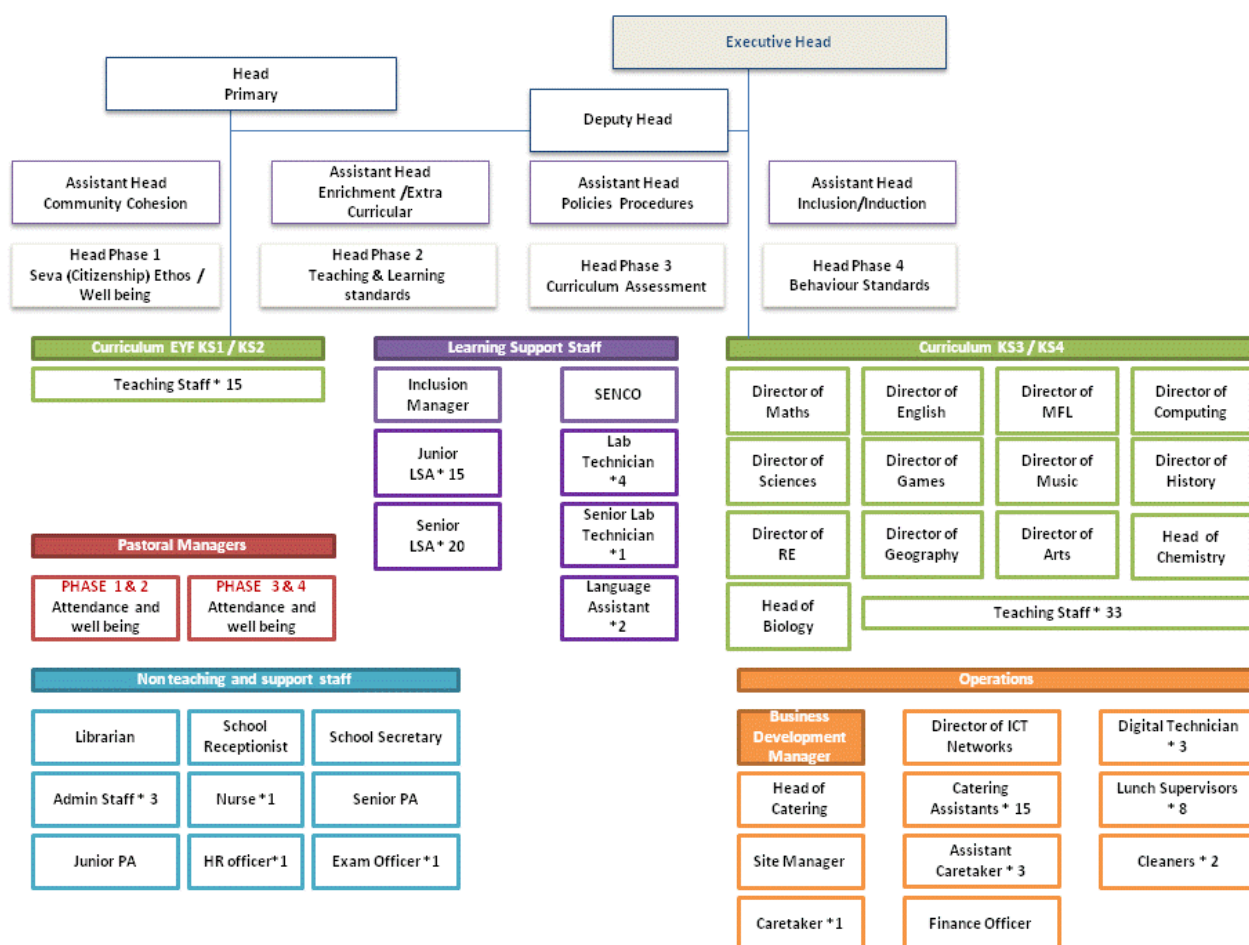 Executive Head
Head
Primary
Deputy Head
Assistant Head
Community Cohesion
Assistant Head
Enrichment /Extra
Curricular
Assistant Head
Policies Procedures
Assistant Head
Inclusion/Induction
Head Phase 1
Seva (Citizenship) Ethos /
Well being
Head Phase 2
Teaching & Learning
standards
Head Phase 3
Curriculum Assessment
Head Phase 4
Behaviour Standards
Curriculum EYF KS1 / KS2
Teaching Staff * 15
Learning Support Staff
Inclusion
Manager
SENCO
Junior
LSA * 15
Lab
Technician
*4
Senior
LSA * 20
Senior Lab
Technician
*1
Language
Assistant
*2
Curriculum KS3 / KS4
Director of
Maths
Director of
English
Director of
MFL
Director of
Computing
Director of
Sciences
Director of
Games
Director of
Music
Director of
History
Director of
RE
Director of
Geography
Director of
Arts
Head of
Chemistry
Head of
Biology
Teaching Staff * 33
Pastoral Managers
PHASE 1 & 2
Attendance and
well being
PHASE 3 & 4
Attendance and
well being
Non teaching and support staff
Librarian
School
Receptionist
School Secretary
Admin Staff * 3
Nurse *1
Senior PA
Junior PA
HR officer*1
Exam Officer *1
Operations
Business
Development
Manager
Director of ICT
Networks
Digital Technician
* 3
Head of
Catering
Catering
Assistants * 15
Lunch Supervisors
* 8
Site Manager
Assistant
Caretaker * 3
Cleaners * 2
Caretaker *1
Finance Officer